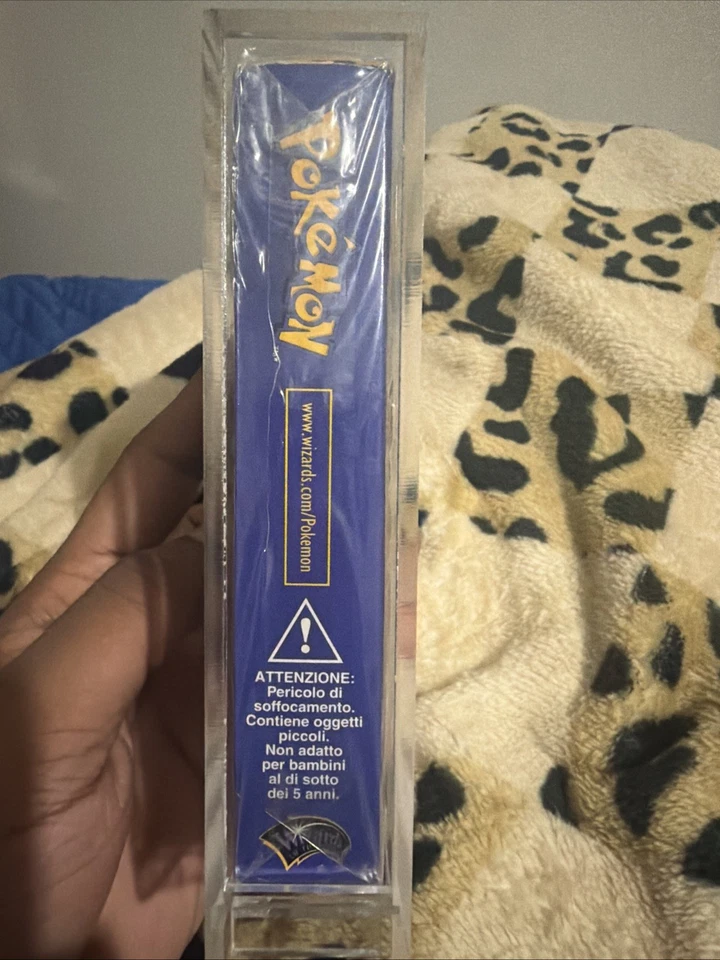 POKéMON
www.wizards.com/Pokemon
!
ATTENZIONE:
Pericolo di
soffocamento.
Contiene oggetti
piccoli.
Non adatto
per bambini
al di sotto
dei 5 anni.